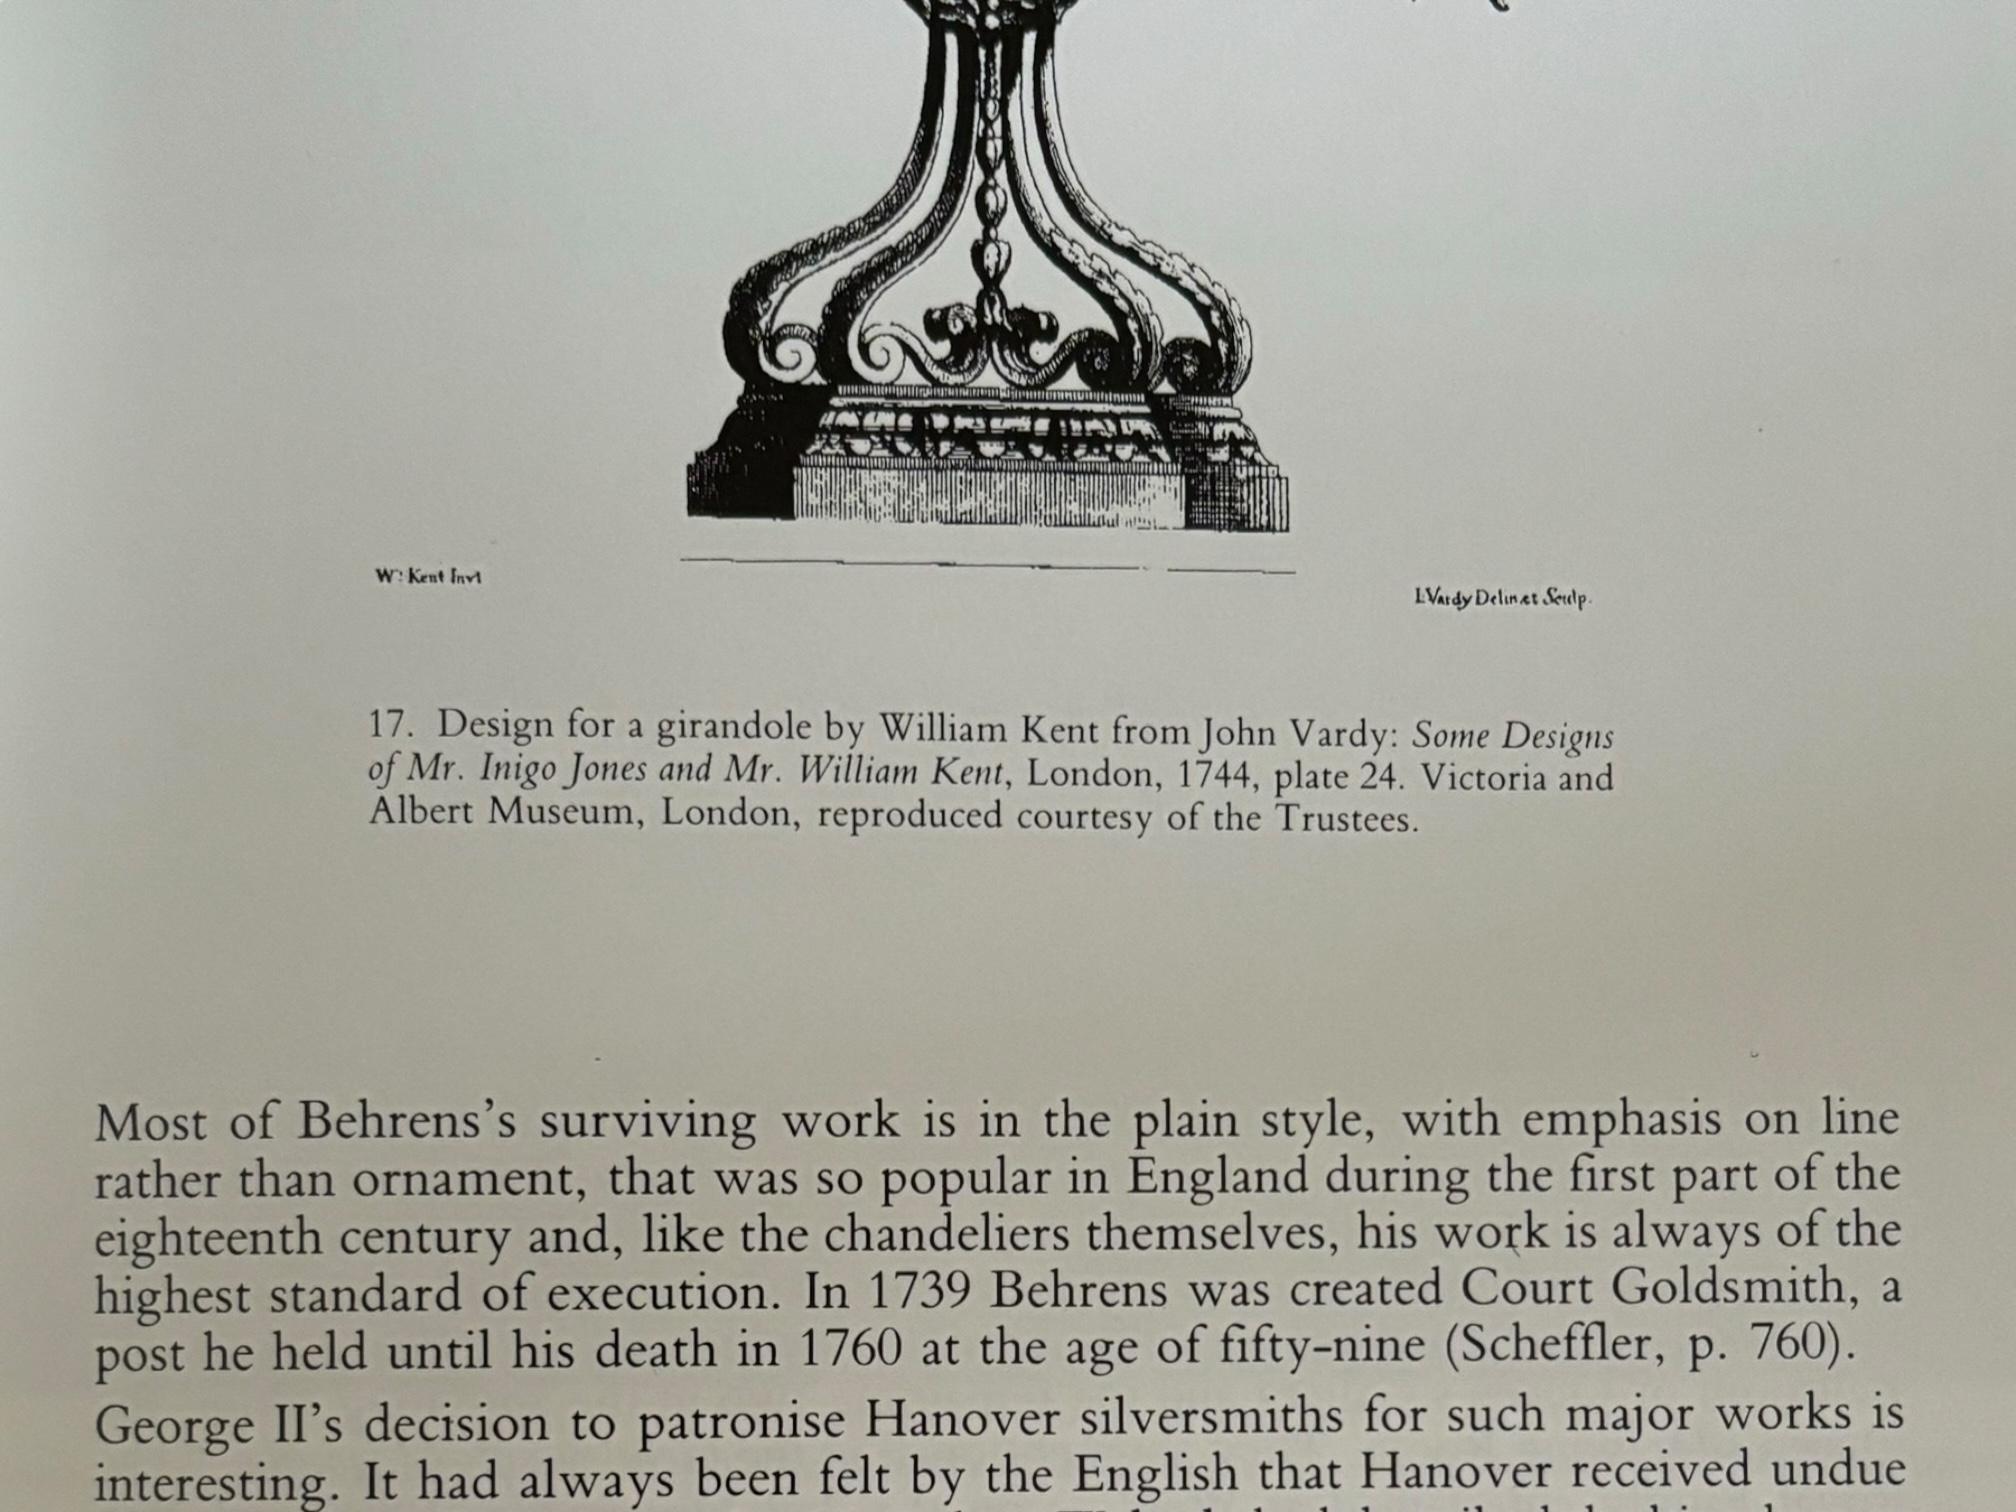 W: Kent Invt
I. Vardy Delin. et Sculp.
17. Design for a girandole by William Kent from John Vardy: Some Designs
of Mr. Inigo Jones and Mr. William Kent, London, 1744, plate 24. Victoria and
Albert Museum, London, reproduced courtesy of the Trustees.
Most of Behrens’s surviving work is in the plain style, with emphasis on line
rather than ornament, that was so popular in England during the first part of the
eighteenth century and, like the chandeliers themselves, his work is always of the
highest standard of execution. In 1739 Behrens was created Court Goldsmith, a
post he held until his death in 1760 at the age of fifty-nine (Scheffler, p. 760).
George II’s decision to patronise Hanover silversmiths for such major works is
interesting. It had always been felt by the English that Hanover received undue